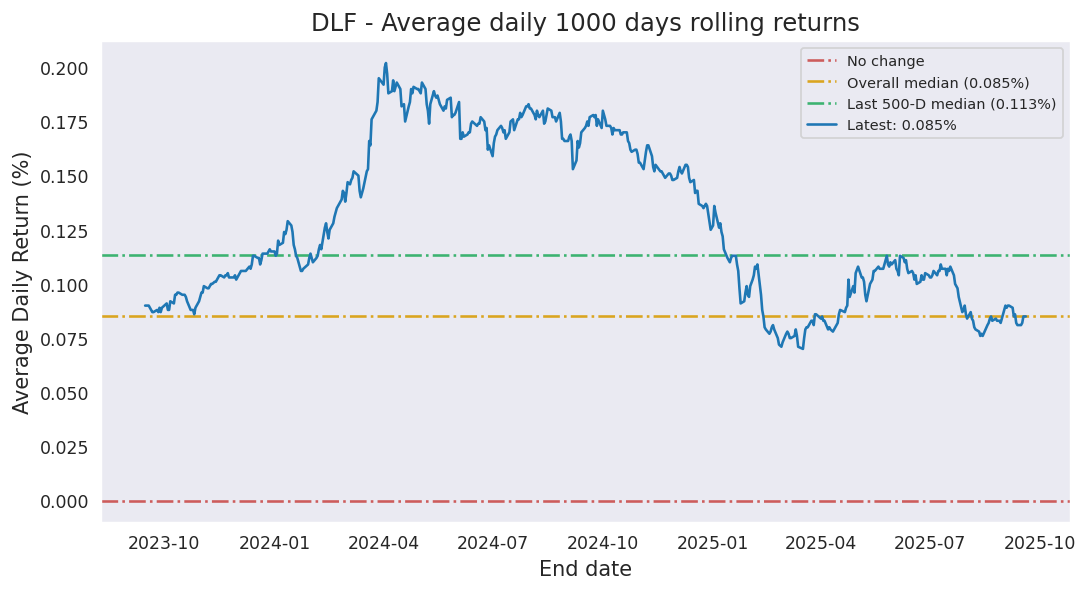 DLF - Average daily 1000 days rolling returns
Average Daily Return (%)
0.200
0.175
0.150
0.125
0.100
0.075
0.050
0.025
0.000
No change
Overall median (0.085%)
Last 500-D median (0.113%)
Latest: 0.085%
2023-10
2024-01
2024-04
2024-07
2024-10
2025-01
2025-04
2025-07
2025-10
End date